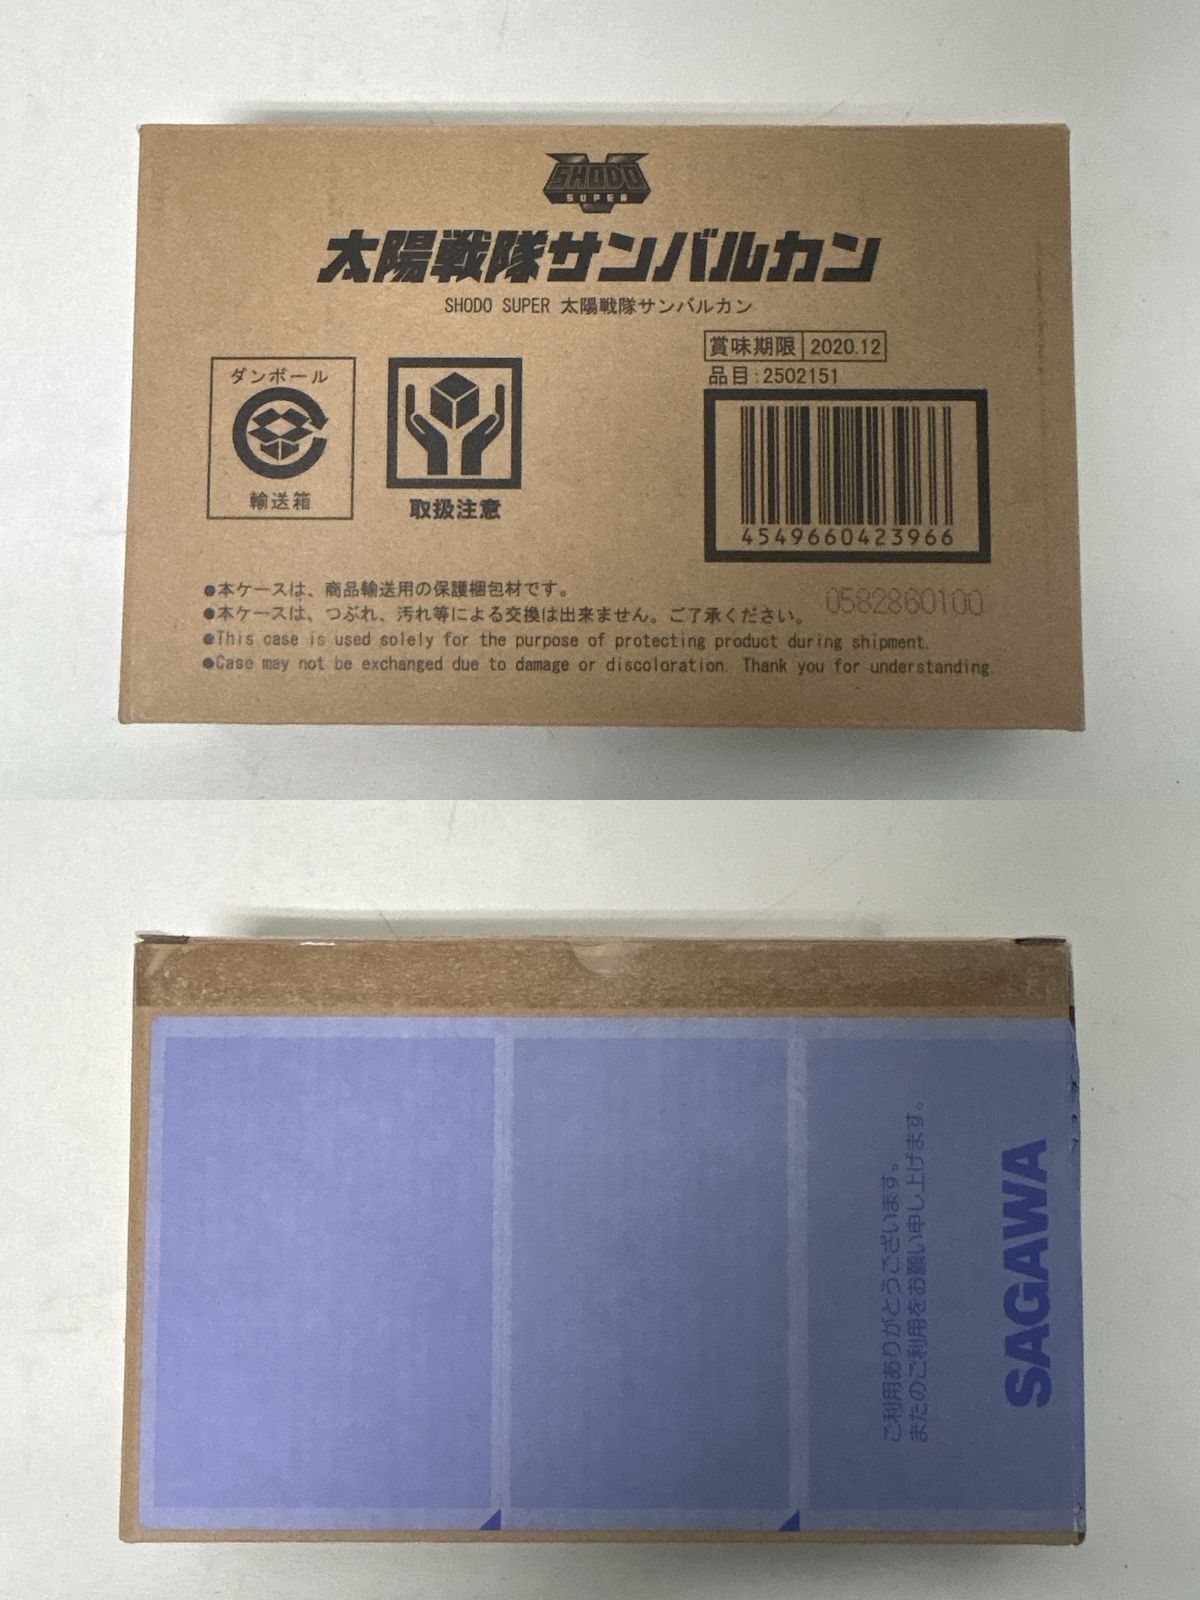 SHODO
SUPER
太陽戦隊サンバルカン
SHODO SUPER 太陽戦隊サンバルカン
賞味期限 2020.12
品目:2502151
ダンボール
輸送箱
取扱注意
4549660423966
0582860100
●本ケースは、商品輸送用の保護梱包材です。
●本ケースは、つぶれ、汚れ等による交換は出来ません。ご了承ください。
●This case is used solely for the purpose of protecting product during shipment.
●Case may not be exchanged due to damage or discoloration. Thank you for understanding.
ご利用ありがとうございます。
またのご利用をお願い申し上げます。
SAGAWA